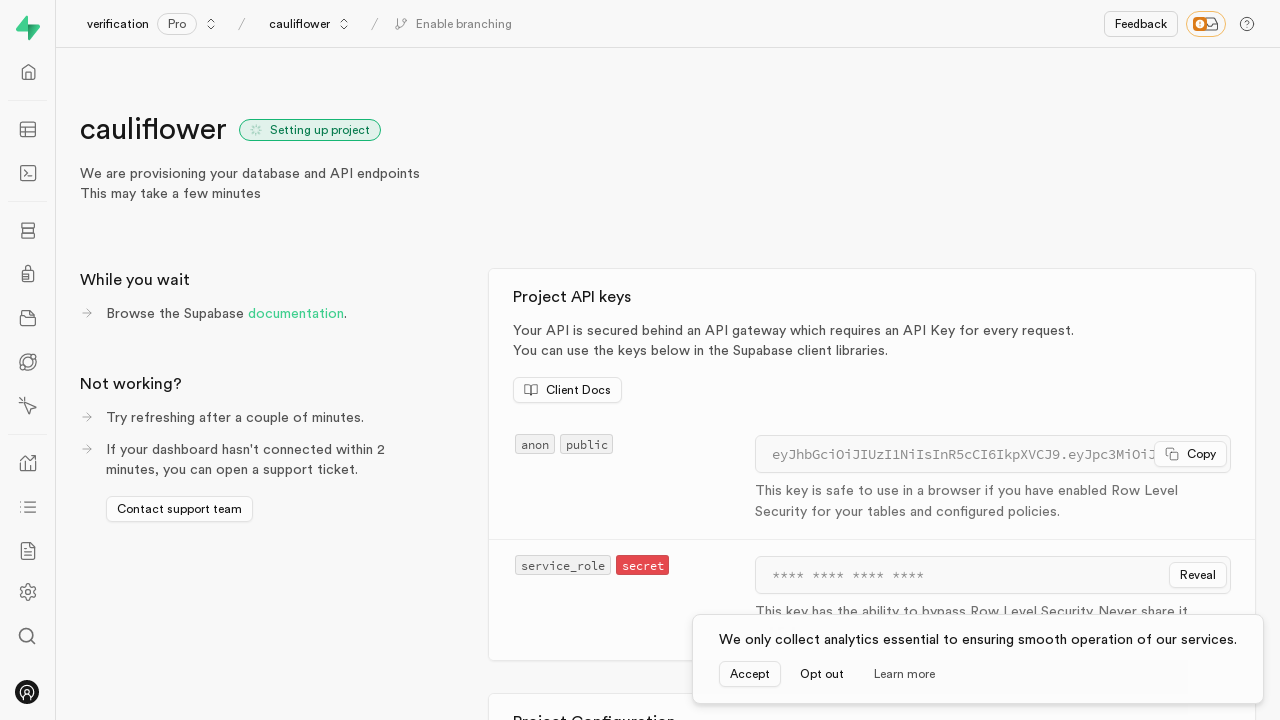 verification Pro / cauliflower / Enable branching
Feedback
cauliflower Setting up project
We are provisioning your database and API endpoints
This may take a few minutes
While you wait
Browse the Supabase documentation.
Not working?
Try refreshing after a couple of minutes.
If your dashboard hasn't connected within 2
minutes, you can open a support ticket.
Contact support team
Project API keys
Your API is secured behind an API gateway which requires an API Key for every request.
You can use the keys below in the Supabase client libraries.
Client Docs
anon public
eyJhbGciOiJIUzI1NiIsInR5cCI6IkpXVCJ9.eyJpc3MiOiJ Copy
This key is safe to use in a browser if you have enabled Row Level
Security for your tables and configured policies.
service_role secret
**** **** **** **** Reveal
This key has the ability to bypass Row Level Security. Never share it
We only collect analytics essential to ensuring smooth operation of our services.
Accept Opt out Learn more
Project Configuration